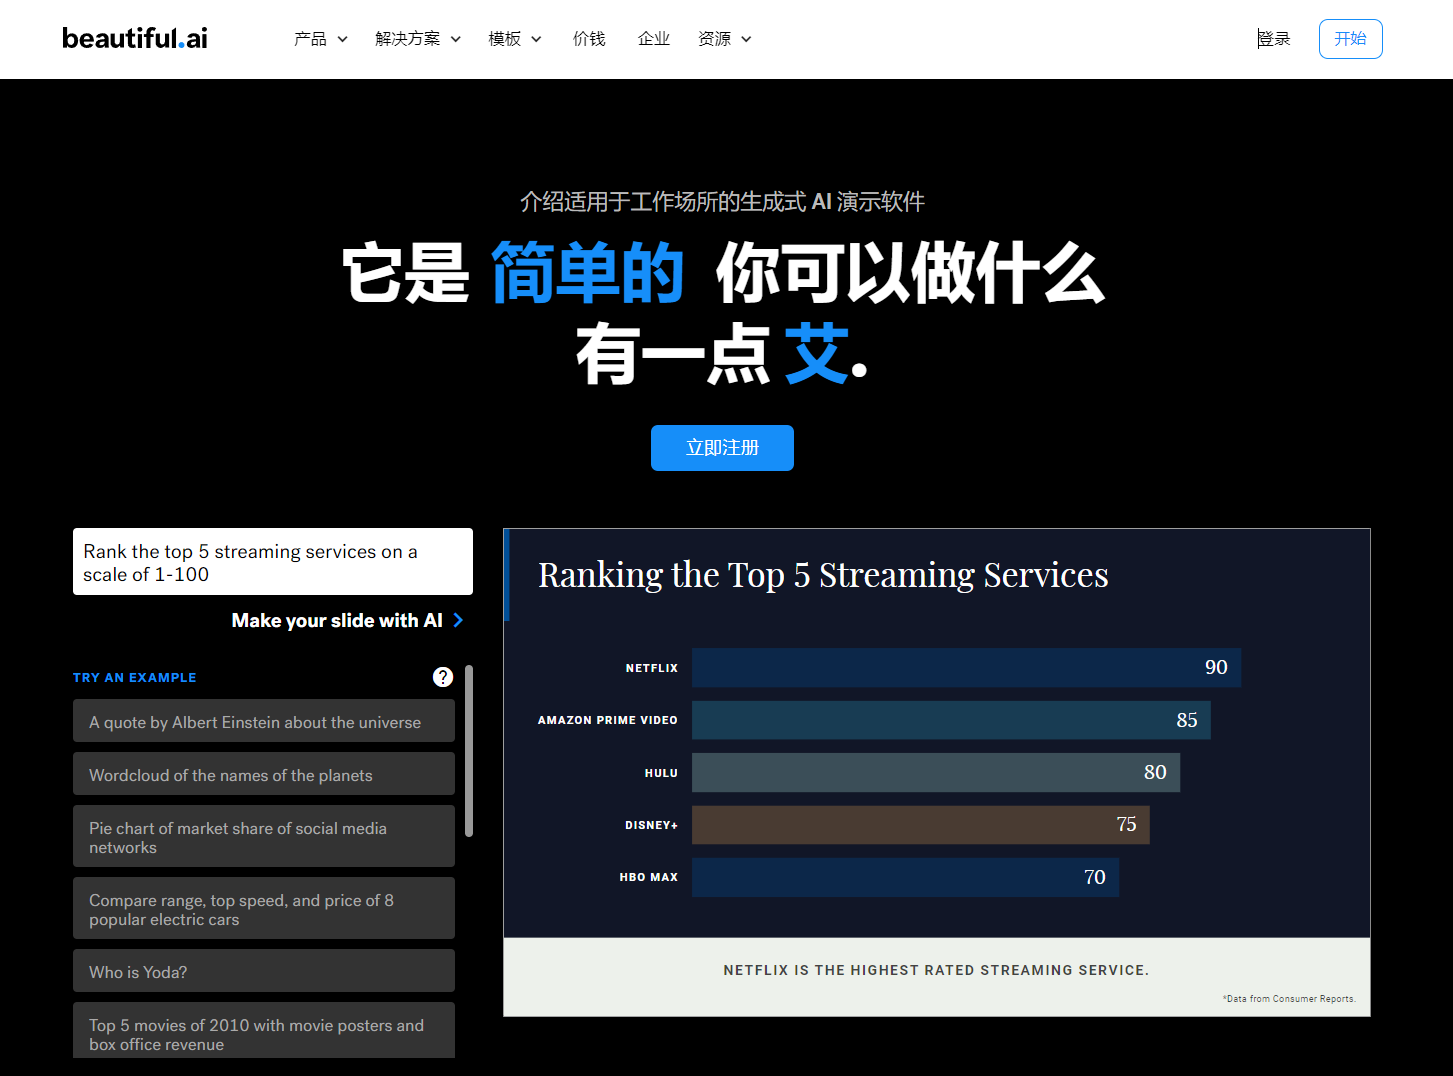 beautiful.ai
产品
解决方案
模板
价钱
企业
资源
登录
开始
介绍适用于工作场所的生成式 AI 演示软件
它是 简单的 你可以做什么
有一点 艾.
立即注册
Rank the top 5 streaming services on a
scale of 1-100
Make your slide with AI
TRY AN EXAMPLE
?
A quote by Albert Einstein about the universe
Wordcloud of the names of the planets
Pie chart of market share of social media
networks
Compare range, top speed, and price of 8
popular electric cars
Who is Yoda?
Top 5 movies of 2010 with movie posters and
box office revenue
Ranking the Top 5 Streaming Services
NETFLIX 90
AMAZON PRIME VIDEO 85
HULU 80
DISNEY+ 75
HBO MAX 70
NETFLIX IS THE HIGHEST RATED STREAMING SERVICE.
*Data from Consumer Reports.